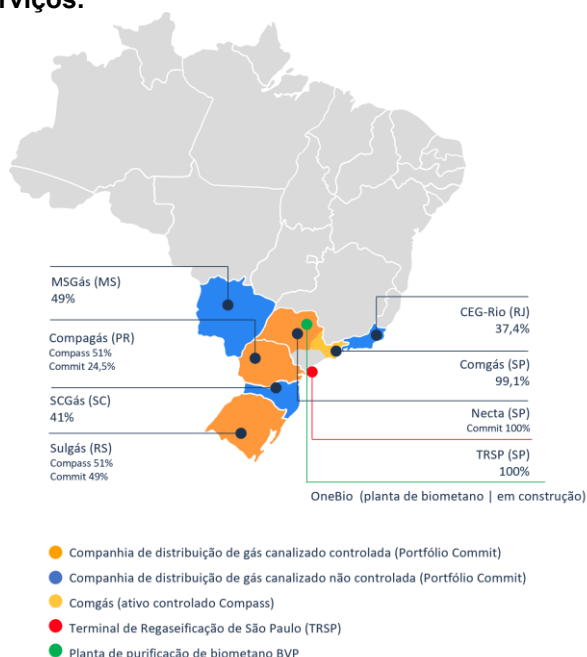 rviços.
MSGás (MS)
49%
Compagás (PR)
Compass 51%
Commit 24,5%
SCGás (SC)
41%
Sulgás (RS)
Compass 51%
Commit 49%
CEG-Rio (RJ)
37,4%
Comgás (SP)
99,1%
Necta (SP)
Commit 100%
TRSP (SP)
100%
OneBio (planta de biometano | em construção)
Companhia de distribuição de gás canalizado controlada (Portfólio Commit)
Companhia de distribuição de gás canalizado não controlada (Portfólio Commit)
Comgás (ativo controlado Compass)
Terminal de Regaseificação de São Paulo (TRSP)
Planta de purificação de biometano BVP